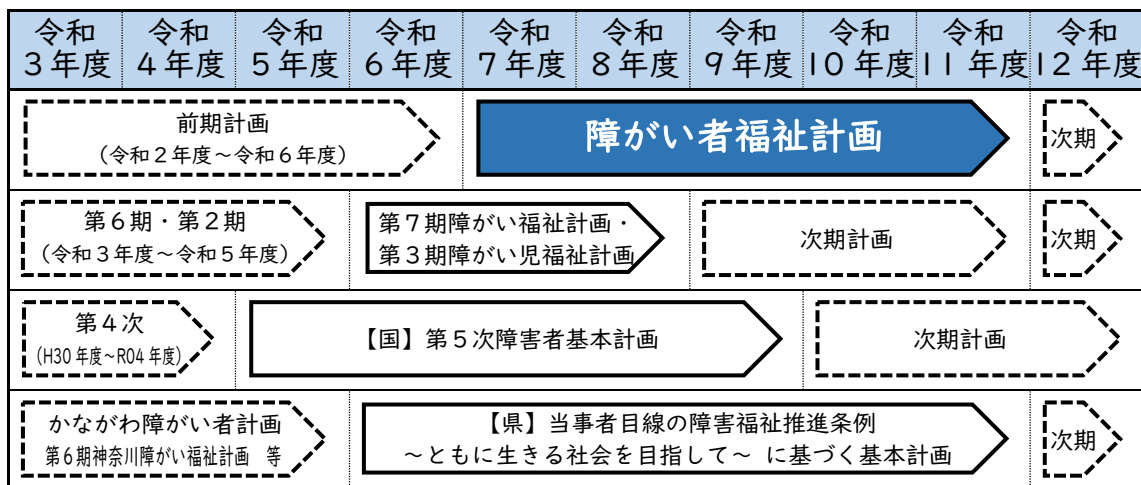 令和 令和 令和 令和 令和 令和 令和 令和 令和 令和
3年度 4年度 5年度 6年度 7年度 8年度 9年度 10年度 11年度 12年度
前期計画
（令和２年度～令和６年度）
障がい者福祉計画
次期
第６期・第２期
（令和３年度～令和５年度）
第７期障がい福祉計画・
第３期障がい児福祉計画
次期計画
次期
第４次
（H30年度～R04年度）
【国】第５次障害者基本計画
次期計画
かながわ障がい者計画
第６期神奈川障がい福祉計画　等
【県】当事者目線の障害福祉推進条例
～ともに生きる社会を目指して～ に基づく基本計画
次期